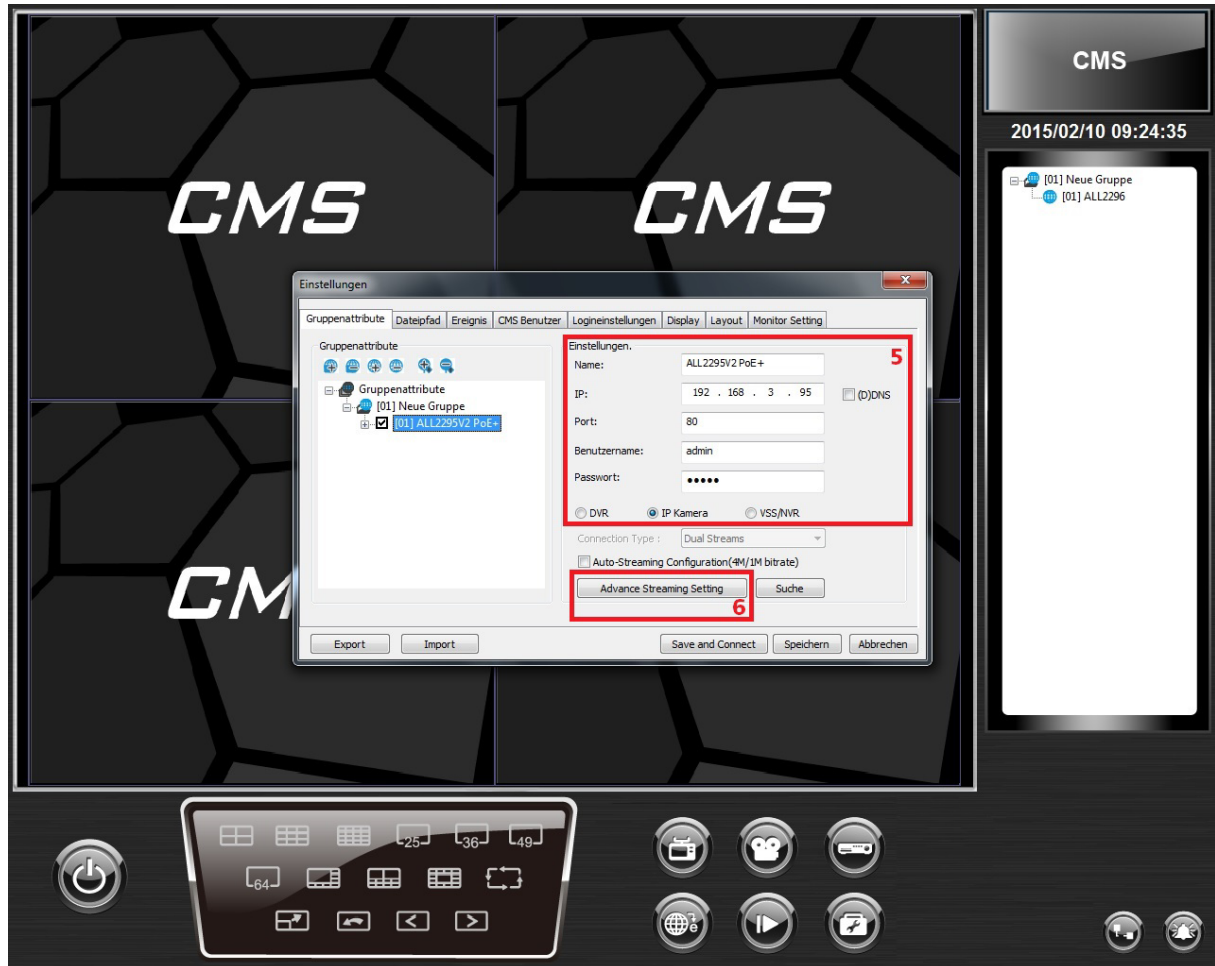 CMS
2015/02/10 09:24:35
[01] Neue Gruppe
[01] ALL2296
CMS
CMS
CM
Einstellungen
Gruppenattribute
Dateipfad
Ereignis
CMS Benutzer
Logineinstellungen
Display
Layout
Monitor Setting
Gruppenattribute
Gruppenattribute
[01] Neue Gruppe
[01] ALL2295V2 PoE+
Einstellungen.
5
Name:
ALL2295V2 PoE+
IP:
192 . 168 . 3 . 95
(D)DNS
Port:
80
Benutzername:
admin
Passwort:
•••••
DVR
IP Kamera
VSS/NVR
Connection Type :
Dual Streams
Auto-Streaming Configuration(4M/1M bitrate)
Advance Streaming Setting
Suche
6
Export
Import
Save and Connect
Speichern
Abbrechen
25
36
49
64
e